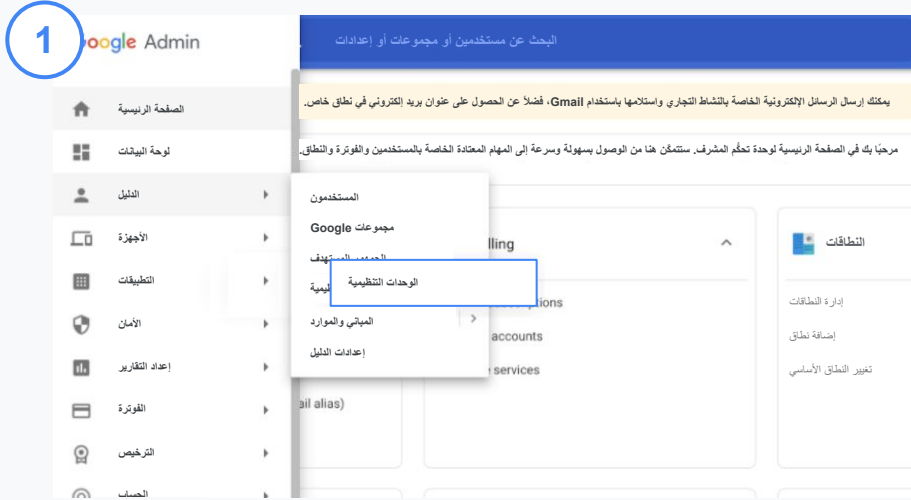 1
Google Admin
البحث عن مستخدمين أو مجموعات أو إعدادات
الصفحة الرئيسية
لوحة البيانات
الدليل
الأجهزة
التطبيقات
الأمان
إعداد التقارير
الفوترة
الترخيص
الحساب
يمكنك إرسال الرسائل الإلكترونية الخاصة بالنشاط التجاري واستلامها باستخدام Gmail، فضلاً عن الحصول على عنوان بريد إلكتروني في نطاق خاص.
مرحبًا بك في الصفحة الرئيسية لوحدة تحكُّم المشرف. ستتمكَّن هنا من الوصول بسهولة وسرعة إلى المهام المعتادة الخاصة بالمستخدمين والفوترة والنطاق.
المستخدمون
مجموعات Google
الجمهور المستهدف
الوحدات التنظيمية
المباني والموارد
إعدادات الدليل
accounts
services
ail alias)
النطاقات
إدارة النطاقات
إضافة نطاق
تغيير النطاق الأساسي